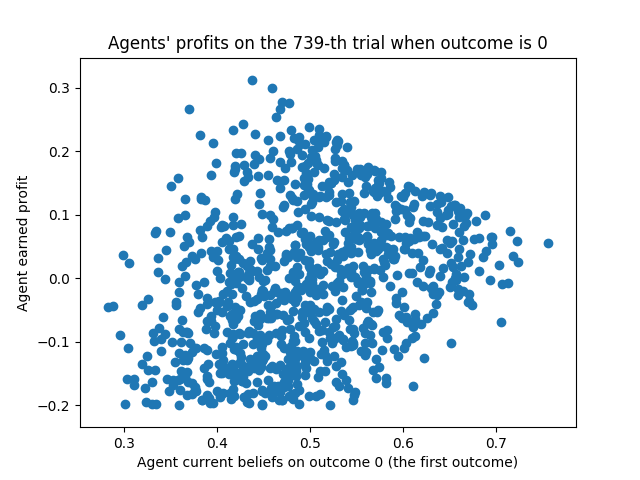 Agents' profits on the 739-th trial when outcome is 0
Agent earned profit
0.3
0.2
0.1
0.0
−0.1
−0.2
0.3 0.4 0.5 0.6 0.7
Agent current beliefs on outcome 0 (the first outcome)